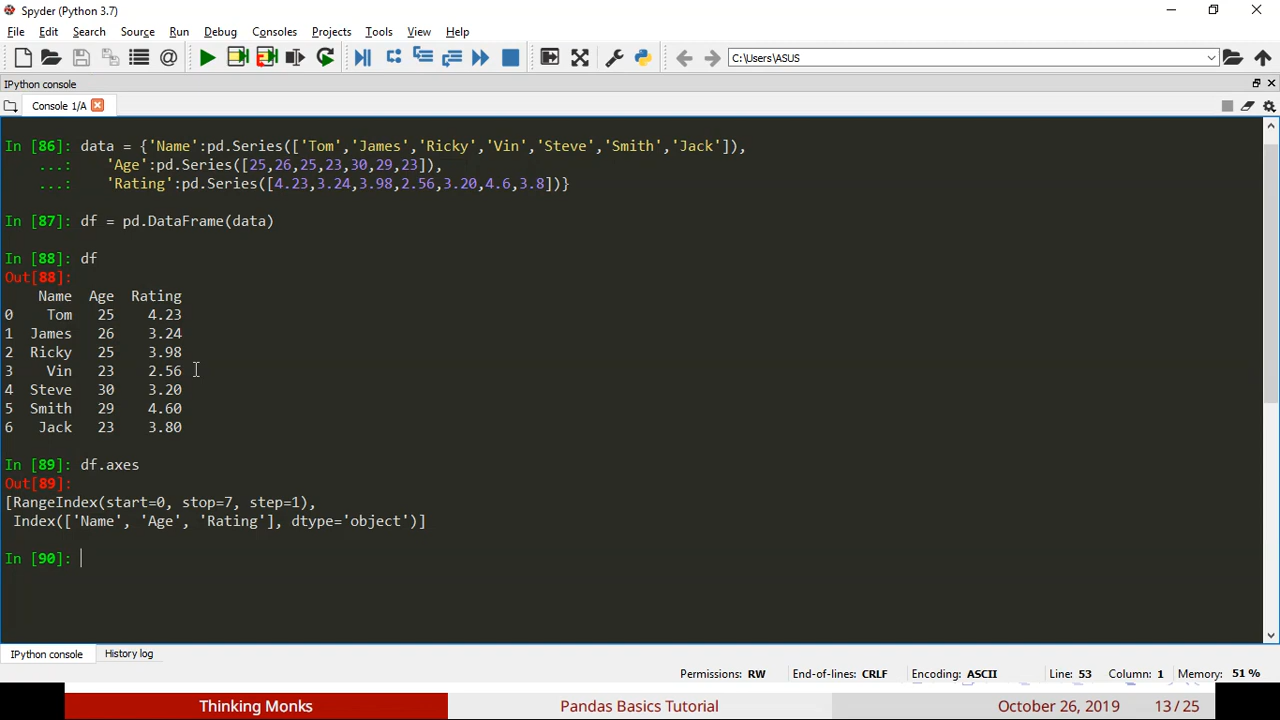 Spyder (Python 3.7)
File Edit Search Source Run Debug Consoles Projects Tools View Help
C:\Users\ASUS
IPython console
Console 1/A
In [86]: data = {'Name':pd.Series(['Tom','James','Ricky','Vin','Steve','Smith','Jack']),
...: 'Age':pd.Series([25,26,25,23,30,29,23]),
...: 'Rating':pd.Series([4.23,3.24,3.98,2.56,3.20,4.6,3.8])}
In [87]: df = pd.DataFrame(data)
In [88]: df
Out[88]:
Name Age Rating
0 Tom 25 4.23
1 James 26 3.24
2 Ricky 25 3.98
3 Vin 23 2.56
4 Steve 30 3.20
5 Smith 29 4.60
6 Jack 23 3.80
In [89]: df.axes
Out[89]:
[RangeIndex(start=0, stop=7, step=1),
Index(['Name', 'Age', 'Rating'], dtype='object')]
In [90]:
IPython console History log
Permissions: RW End-of-lines: CRLF Encoding: ASCII Line: 53 Column: 1 Memory: 51 %
Thinking Monks Pandas Basics Tutorial October 26, 2019 13 / 25